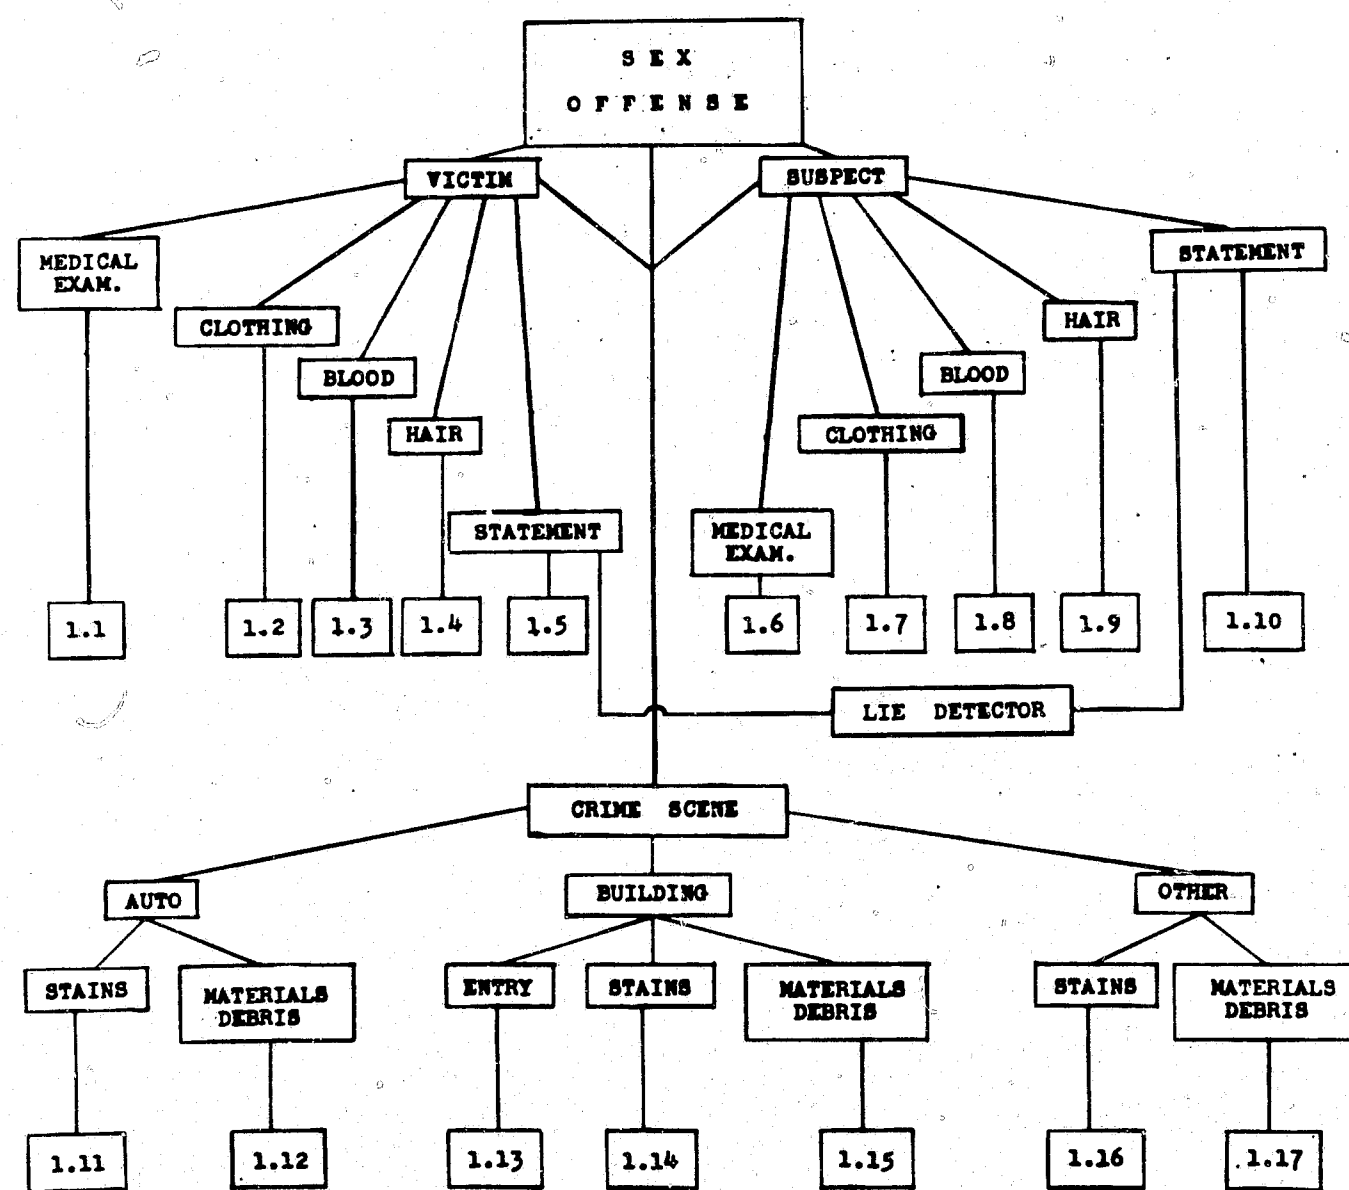 S E X
O F F E N S E
VICTIM
SUSPECT
MEDICAL
EXAM.
STATEMENT
CLOTHING
HAIR
BLOOD
BLOOD
HAIR
CLOTHING
STATEMENT
MEDICAL
EXAM.
1.1
1.2
1.3
1.4
1.5
1.6
1.7
1.8
1.9
1.10
LIE DETECTOR
CRIME SCENE
AUTO
BUILDING
OTHER
STAINS
MATERIALS
DEBRIS
ENTRY
STAINS
MATERIALS
DEBRIS
STAINS
MATERIALS
DEBRIS
1.11
1.12
1.13
1.14
1.15
1.16
1.17